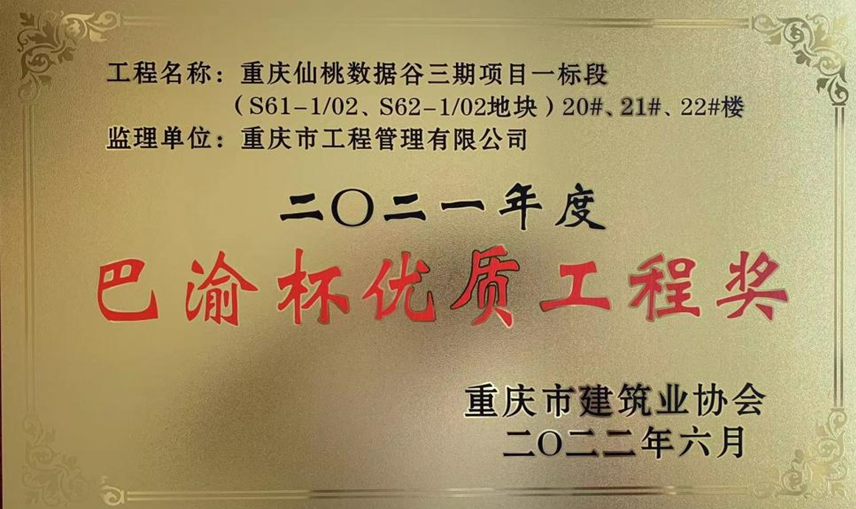 工程名称：重庆仙桃数据谷三期项目一标段
（S61-1/02、S62-1/02地块）20#、21#、22#楼
监理单位：重庆市工程管理有限公司
二〇二一年度
巴渝杯优质工程奖
重庆市建筑业协会
二〇二二年六月